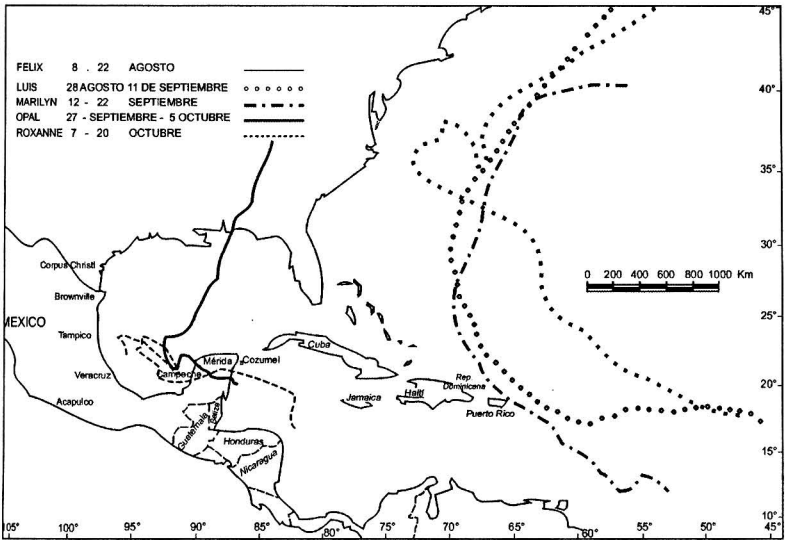 FELIX 8 . 22 AGOSTO
LUIS 28 AGOSTO 11 DE SEPTIEMBRE
MARILYN 12 - 22 SEPTIEMBRE
OPAL 27 - SEPTIEMBRE - 5 OCTUBRE
ROXANNE 7 - 20 OCTUBRE
45°
40°
35°
30°
25°
20°
15°
10°
0 200 400 600 800 1000 Km
Corpus Christi
Brownville
MEXICO
Tampico
Veracruz
Acapulco
Campeche
Mérida
Cozumel
Cuba
Jamaica
Haití
Rep
Dominicana
Puerto Rico
Guatemala
Honduras
Nicaragua
105° 100° 95° 90° 85° 80° 75° 70° 65° 60° 55° 50° 47 46